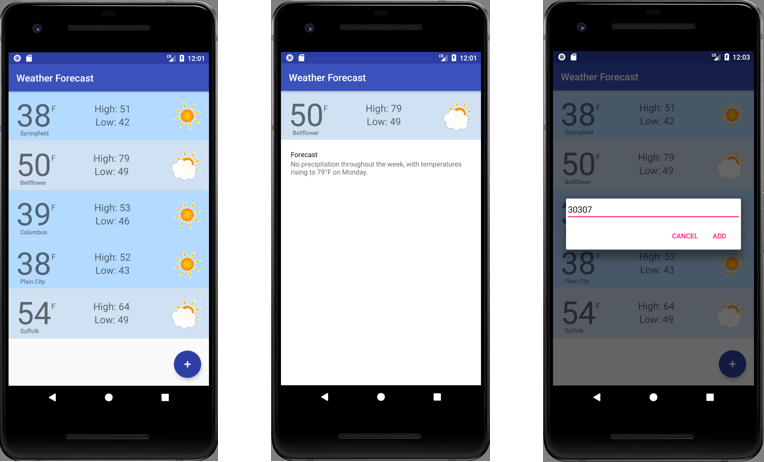 12:01
Weather Forecast
38 F
High: 51
Low: 42
Springfield
50 F
High: 79
Low: 49
Bellflower
39 F
High: 53
Low: 46
Columbus
38 F
High: 52
Low: 43
Plain City
54 F
High: 64
Low: 49
Suffolk
+
12:01
Weather Forecast
50 F
High: 79
Low: 49
Bellflower
Forecast
No precipitation throughout the week, with temperatures
rising to 79°F on Monday.
12:03
Weather Forecast
38 F
High: 51
Low: 42
Springfield
50 F
High: 79
Low: 49
Bellflower
30307
CANCEL ADD
38 F
High: 52
Low: 43
Plain City
54 F
High: 64
Low: 49
Suffolk
+